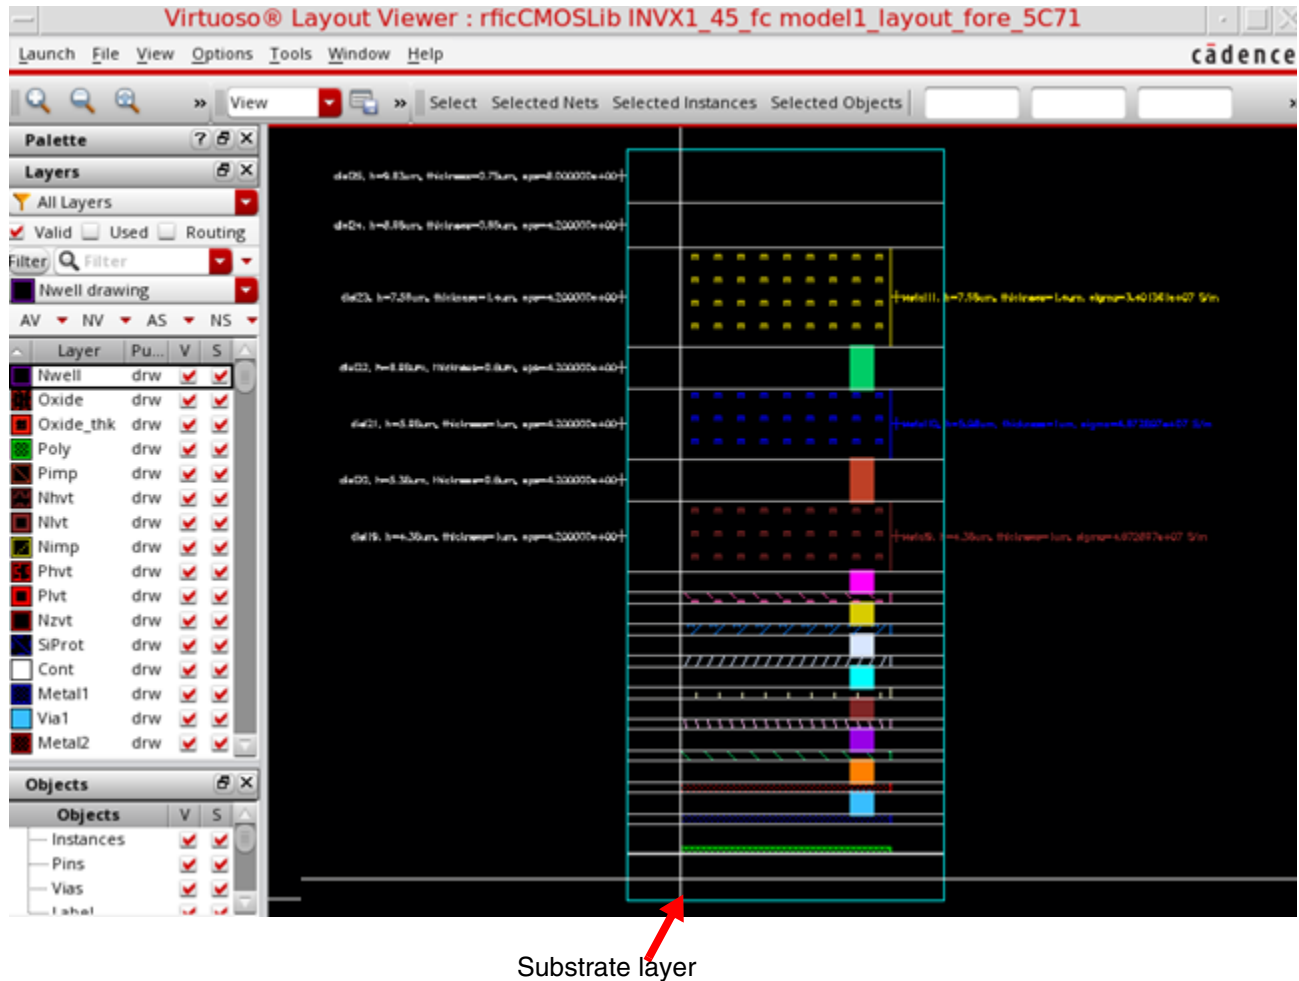 Virtuoso® Layout Viewer : rficCMOSLib INVX1_45_fc model1_layout_fore_5C71
Launch File View Options Tools Window Help
cādence
» View » Select Selected Nets Selected Instances Selected Objects »
Palette
Layers
All Layers
Valid Used Routing
Filter Filter
Nwell drawing
AV NV AS NS
Layer Pu... V S
Nwell drw
Oxide drw
Oxide_thk drw
Poly drw
Pimp drw
Nhvt drw
Nlvt drw
Nimp drw
Phvt drw
Plvt drw
Nzvt drw
SiProt drw
Cont drw
Metal1 drw
Via1 drw
Metal2 drw
Objects
Objects V S
Instances
Pins
Vias
Label
Substrate layer